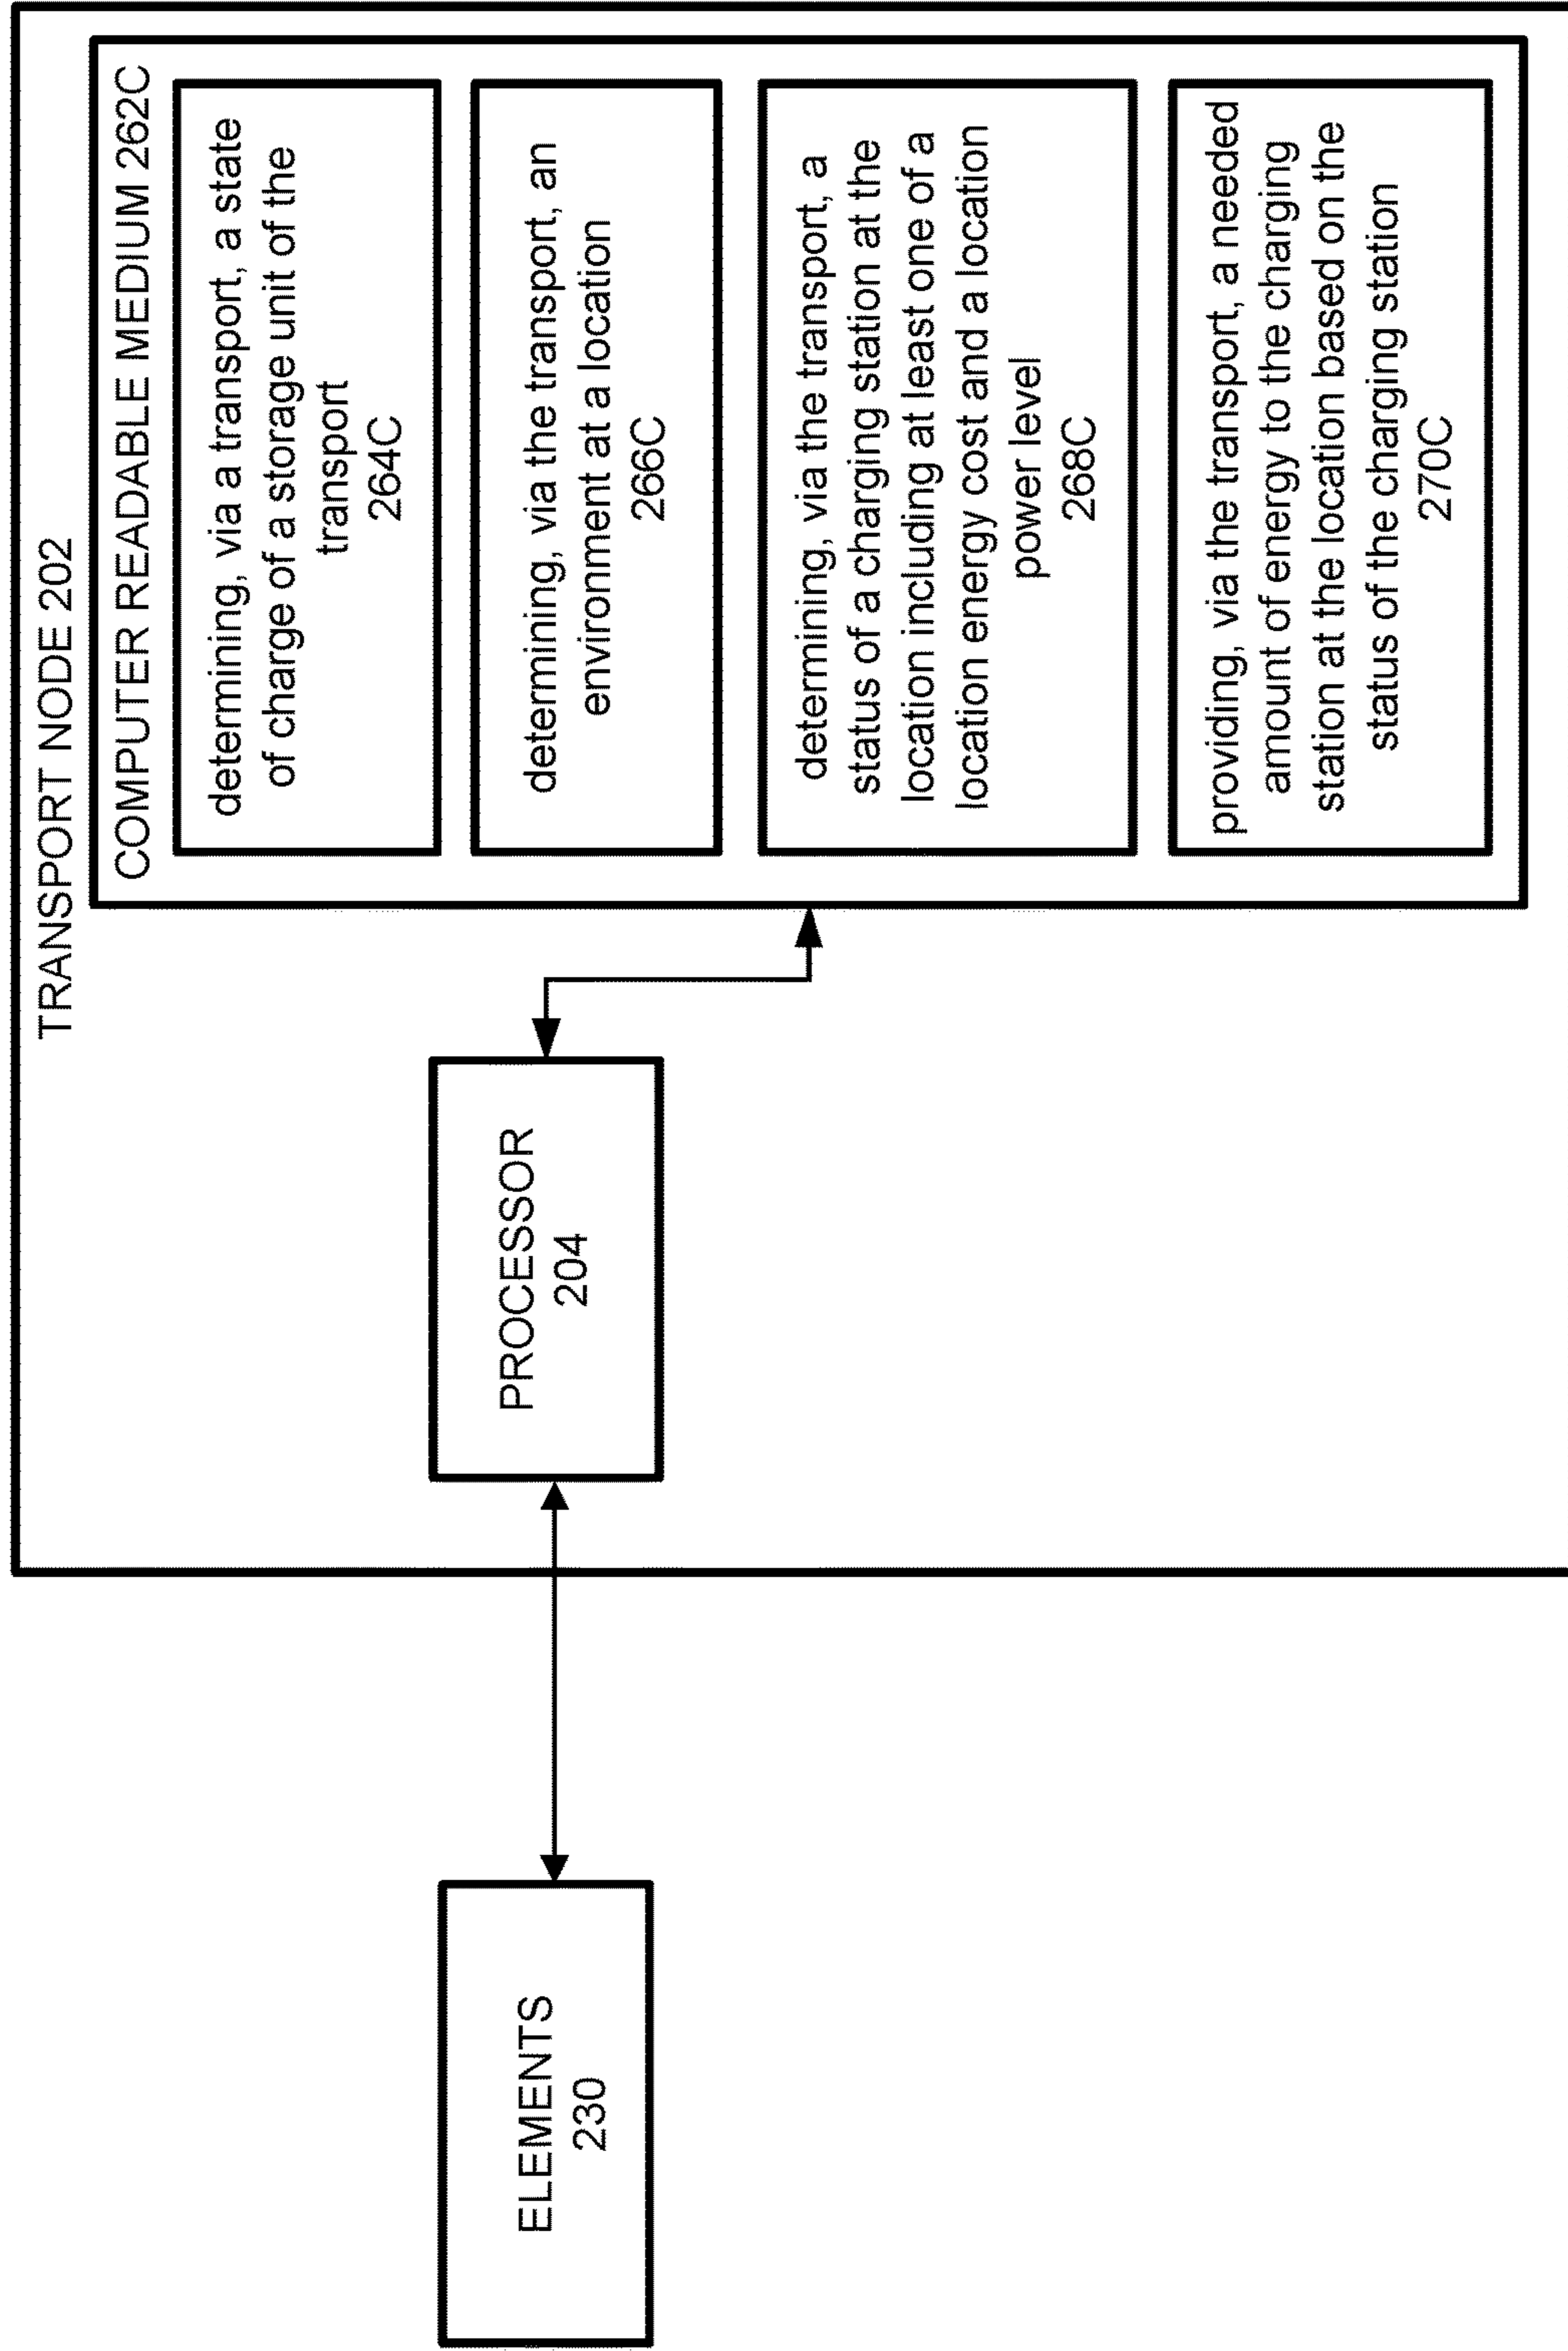 TRANSPORT NODE 202
COMPUTER READABLE MEDIUM 262C
determining, via a transport, a state
of charge of a storage unit of the
transport
264C
determining, via the transport, an
environment at a location
266C
determining, via the transport, a
status of a charging station at the
location including at least one of a
location energy cost and a location
power level
268C
providing, via the transport, a needed
amount of energy to the charging
station at the location based on the
status of the charging station
270C
PROCESSOR
204
ELEMENTS
230